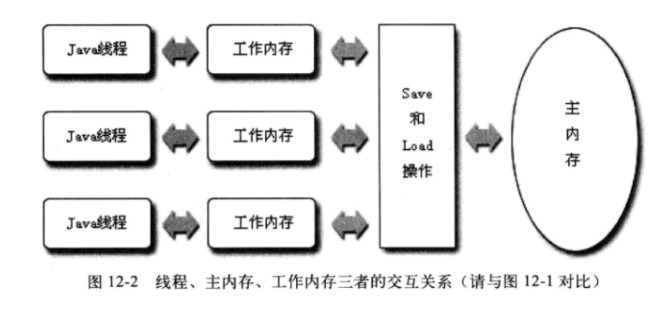 Java线程
工作内存
Java线程
工作内存
Java线程
工作内存
Save
和
Load
操作
主
内
存
图 12-2 线程、主内存、工作内存三者的交互关系（请与图 12-1 对比）